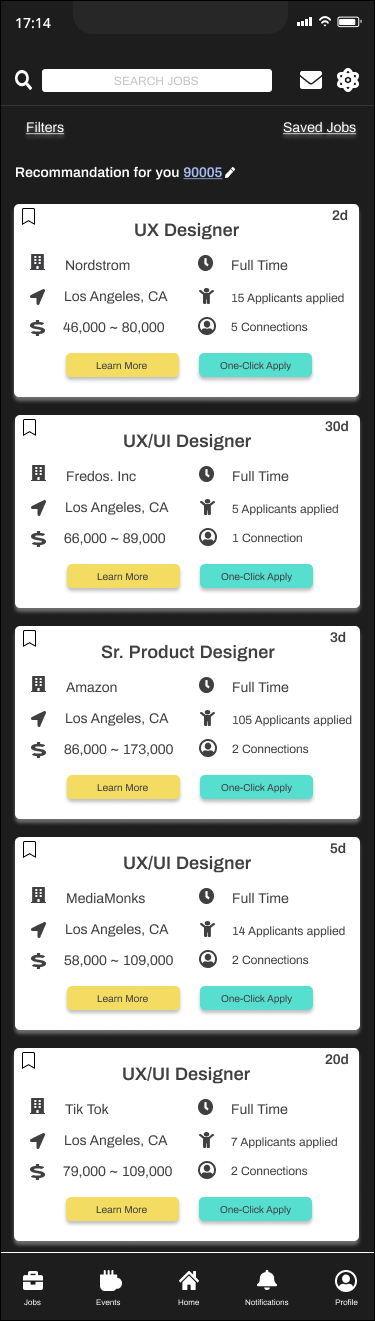 17:14
SEARCH JOBS
Filters
Saved Jobs
Recommandation for you 90005
2d
UX Designer
Nordstrom
Full Time
Los Angeles, CA
15 Applicants applied
46,000 ~ 80,000
5 Connections
Learn More
One-Click Apply
30d
UX/UI Designer
Fredos. Inc
Full Time
Los Angeles, CA
5 Applicants applied
66,000 ~ 89,000
1 Connection
Learn More
One-Click Apply
3d
Sr. Product Designer
Amazon
Full Time
Los Angeles, CA
105 Applicants applied
86,000 ~ 173,000
2 Connections
Learn More
One-Click Apply
5d
UX/UI Designer
MediaMonks
Full Time
Los Angeles, CA
14 Applicants applied
58,000 ~ 109,000
2 Connections
Learn More
One-Click Apply
20d
UX/UI Designer
Tik Tok
Full Time
Los Angeles, CA
7 Applicants applied
79,000 ~ 109,000
2 Connections
Learn More
One-Click Apply
Jobs
Events
Home
Notifications
Profile